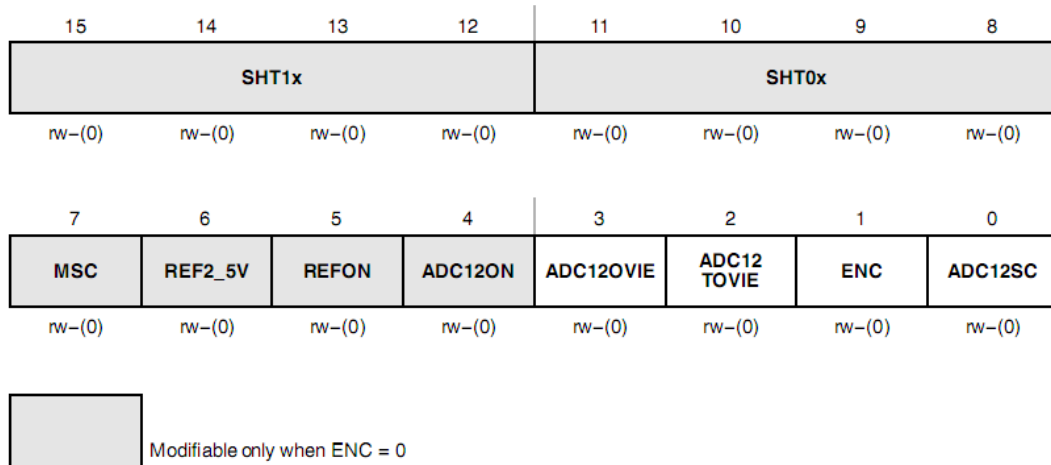 15 14 13 12 11 10 9 8
SHT1x SHT0x
rw−(0) rw−(0) rw−(0) rw−(0) rw−(0) rw−(0) rw−(0) rw−(0)
7 6 5 4 3 2 1 0
MSC REF2_5V REFON ADC12ON ADC12OVIE ADC12 TOVIE ENC ADC12SC
rw−(0) rw−(0) rw−(0) rw−(0) rw−(0) rw−(0) rw−(0) rw−(0)
Modifiable only when ENC = 0